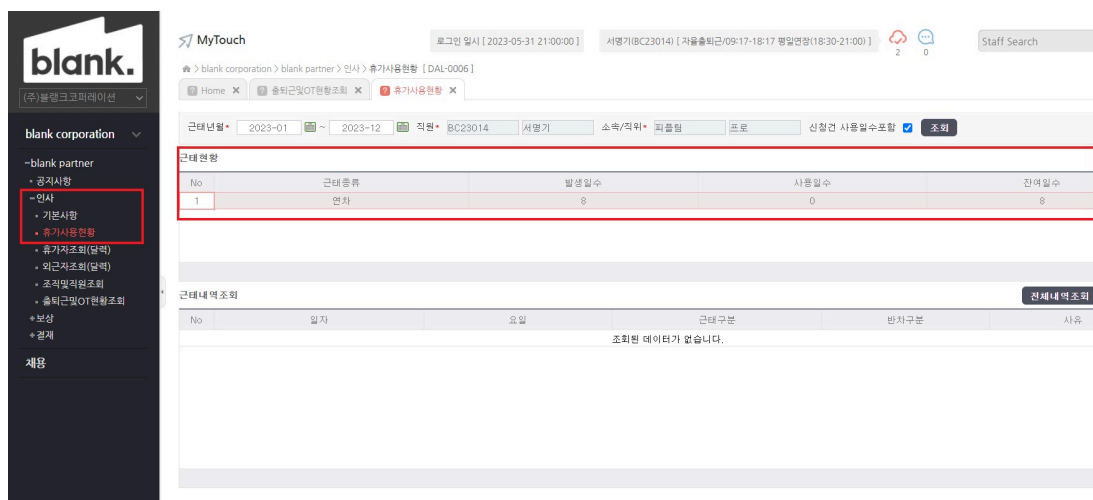 blank.
(주)블랭크코퍼레이션
blank corporation
-blank partner
공지사항
-인사
기본사항
휴가사용현황
휴가자조회(달력)
외근자조회(달력)
조직및직원조회
출퇴근및OT현황조회
+보상
+결재
채용
MyTouch
로그인 일시 [ 2023-05-31 21:00:00 ]
서명기(BC23014) [ 자율출퇴근/09:17-18:17 평일연장(18:30-21:00) ]
2
0
Staff Search
> blank corporation > blank partner > 인사 > 휴가사용현황 [ DAL-0006 ]
? Home ✕ ? 출퇴근및OT현황조회 ✕ ? 휴가사용현황 ✕
근태년월* 2023-01 ~ 2023-12 직원* BC23014 서명기 소속/직위* 피플팀 프로 신청건 사용일수포함 조회
근태현황
No 근태종류 발생일수 사용일수 잔여일수
1 연차 8 0 8
근태내역조회 전체내역조회
No 일자 요일 근태구분 반차구분 사유
조회된 데이터가 없습니다.